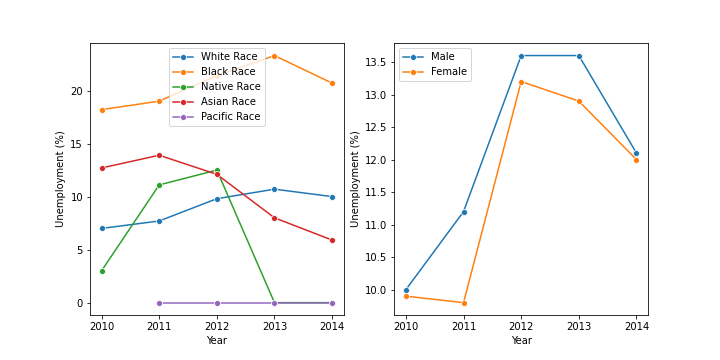 White Race
Black Race
Native Race
Asian Race
Pacific Race
Unemployment (%)
20
15
10
5
0
2010 2011 2012 2013 2014
Year
Male
Female
Unemployment (%)
13.5
13.0
12.5
12.0
11.5
11.0
10.5
10.0
2010 2011 2012 2013 2014
Year